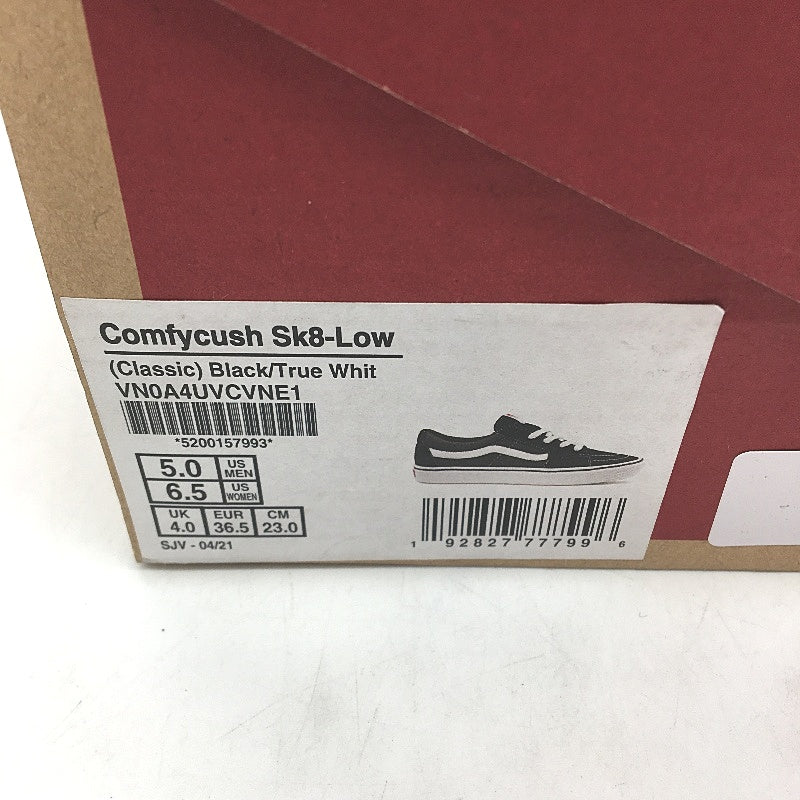 Comfycush Sk8-Low
(Classic) Black/True Whit
VN0A4UVCVNE1
*5200157993*
5.0 US MEN
6.5 US WOMEN
UK EUR CM
4.0 36.5 23.0
SJV - 04/21
1 92827 77799 6